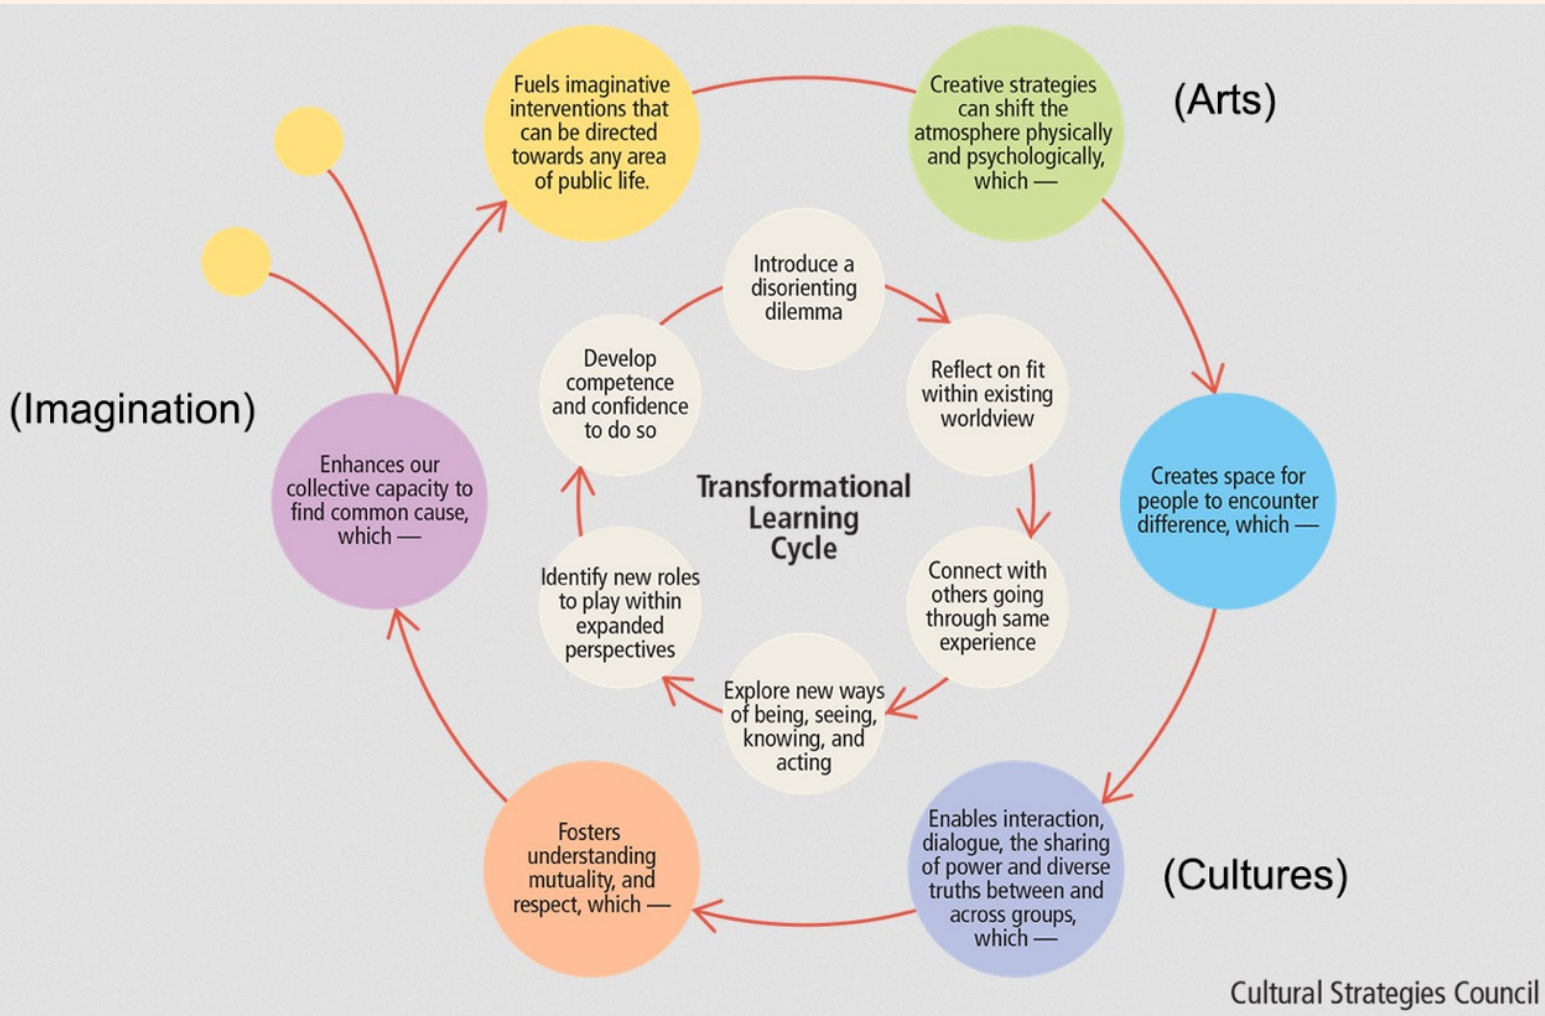 Fuels imaginative
interventions that
can be directed
towards any area
of public life.
Creative strategies
can shift the
atmosphere physically
and psychologically,
which —
(Arts)
Creates space for
people to encounter
difference, which —
Enables interaction,
dialogue, the sharing
of power and diverse
truths between and
across groups,
which —
(Cultures)
Fosters
understanding
mutuality, and
respect, which —
(Imagination)
Enhances our
collective capacity to
find common cause,
which —
Introduce a
disorienting
dilemma
Reflect on fit
within existing
worldview
Connect with
others going
through same
experience
Explore new ways
of being, seeing,
knowing, and
acting
Identify new roles
to play within
expanded
perspectives
Develop
competence
and confidence
to do so
Transformational
Learning
Cycle
Cultural Strategies Council